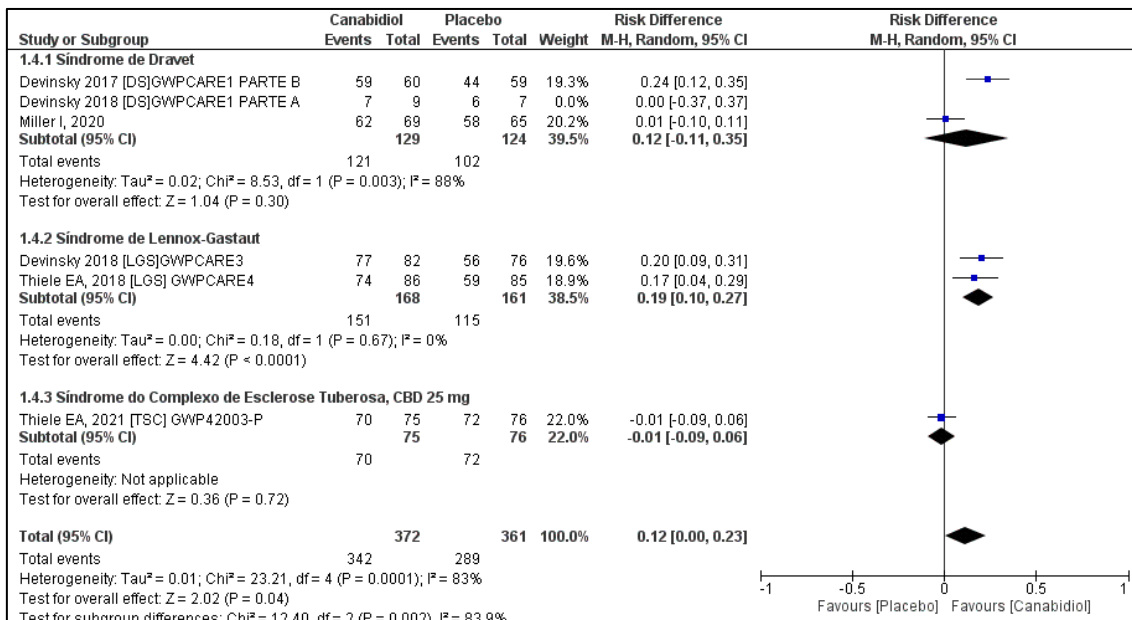 Canabidiol Placebo Risk Difference Risk Difference
Study or Subgroup Events Total Events Total Weight M-H, Random, 95% CI M-H, Random, 95% CI
1.4.1 Síndrome de Dravet
Devinsky 2017 [DS]GWPCARE1 PARTE B 59 60 44 59 19.3% 0.24 [0.12, 0.35]
Devinsky 2018 [DS]GWPCARE1 PARTE A 7 9 6 7 0.0% 0.00 [-0.37, 0.37]
Miller I, 2020 62 69 58 65 20.2% 0.01 [-0.10, 0.11]
Subtotal (95% CI) 129 124 39.5% 0.12 [-0.11, 0.35]
Total events 121 102
Heterogeneity: Tau² = 0.02; Chi² = 8.53, df = 1 (P = 0.003); I² = 88%
Test for overall effect: Z = 1.04 (P = 0.30)
1.4.2 Síndrome de Lennox-Gastaut
Devinsky 2018 [LGS]GWPCARE3 77 82 56 76 19.6% 0.20 [0.09, 0.31]
Thiele EA, 2018 [LGS] GWPCARE4 74 86 59 85 18.9% 0.17 [0.04, 0.29]
Subtotal (95% CI) 168 161 38.5% 0.19 [0.10, 0.27]
Total events 151 115
Heterogeneity: Tau² = 0.00; Chi² = 0.18, df = 1 (P = 0.67); I² = 0%
Test for overall effect: Z = 4.42 (P < 0.0001)
1.4.3 Síndrome do Complexo de Esclerose Tuberosa, CBD 25 mg
Thiele EA, 2021 [TSC] GWP42003-P 70 75 72 76 22.0% -0.01 [-0.09, 0.06]
Subtotal (95% CI) 75 76 22.0% -0.01 [-0.09, 0.06]
Total events 70 72
Heterogeneity: Not applicable
Test for overall effect: Z = 0.36 (P = 0.72)
Total (95% CI) 372 361 100.0% 0.12 [0.00, 0.23]
Total events 342 289
Heterogeneity: Tau² = 0.01; Chi² = 23.21, df = 4 (P = 0.0001); I² = 83%
Test for overall effect: Z = 2.02 (P = 0.04)
Test for subgroup differences: Chi² = 12.40, df = 2 (P = 0.002), I² = 83.9%
-1 -0.5 0 0.5 1
Favours [Placebo] Favours [Canabidiol]